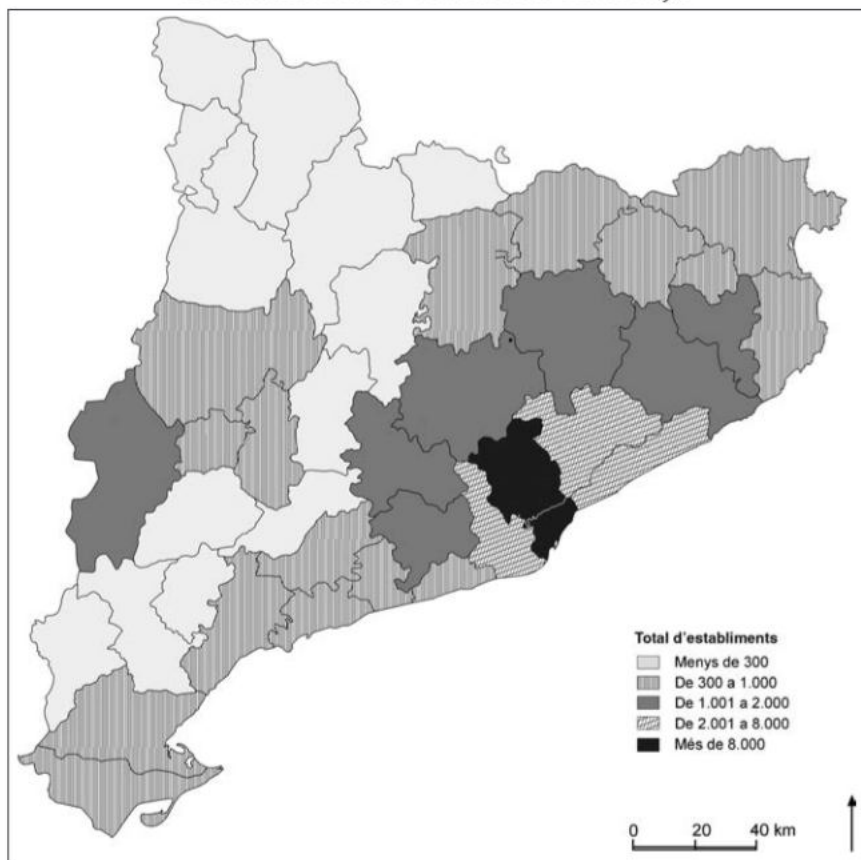 Total d'establiments
Menys de 300
De 300 a 1.000
De 1.001 a 2.000
De 2.001 a 8.000
Més de 8.000
0 20 40 km